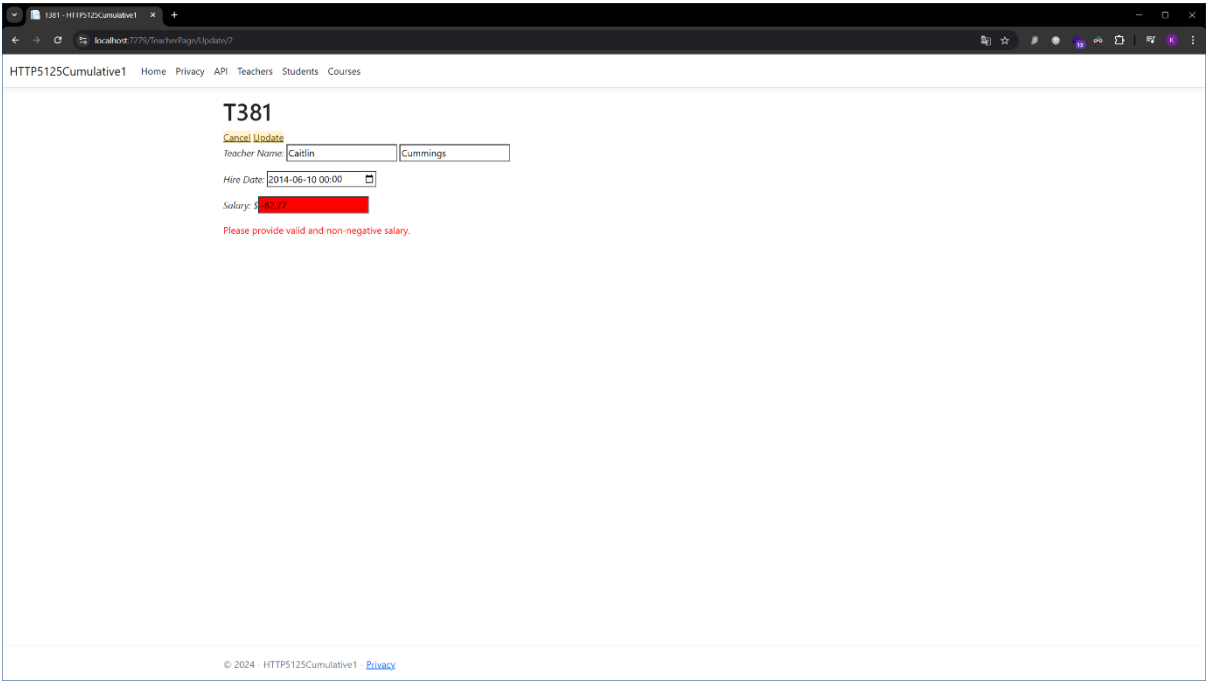 T381 - HTTP5125Cumulative1
localhost:7279/TeacherPage/Update/2
HTTP5125Cumulative1 Home Privacy API Teachers Students Courses
T381
Cancel Update
Teacher Name: Caitlin Cummings
Hire Date: 2014-06-10 00:00
Salary: $ -62.77
Please provide valid and non-negative salary.
© 2024 - HTTP5125Cumulative1 - Privacy